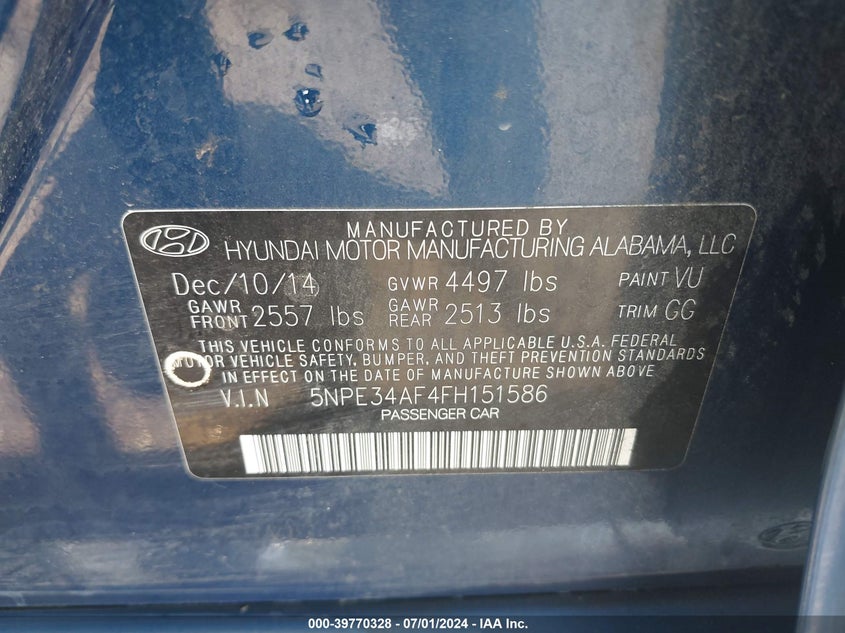 MANUFACTURED BY
HYUNDAI MOTOR MANUFACTURING ALABAMA, LLC
Dec/10/14 GVWR 4497 lbs PAINT VU
GAWR FRONT 2557 lbs GAWR REAR 2513 lbs TRIM GG
THIS VEHICLE CONFORMS TO ALL APPLICABLE U.S.A. FEDERAL
MOTOR VEHICLE SAFETY, BUMPER, AND THEFT PREVENTION STANDARDS
IN EFFECT ON THE DATE OF MANUFACTURE SHOWN ABOVE
V.I.N 5NPE34AF4FH151586
PASSENGER CAR
000-39770328 - 07/01/2024 - IAA Inc.